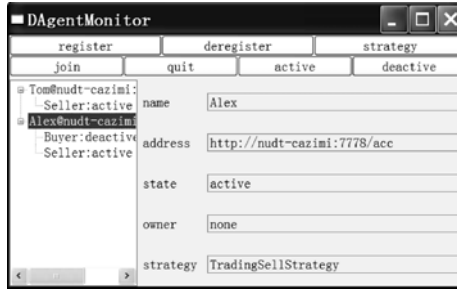 DAgentMonitor
register deregister strategy
join quit active deactive
Tom@nudt-cazimi:
Seller:active
Alex@nudt-cazimi
Buyer:deactive
Seller:active
name Alex
address http://nudt-cazimi:7778/acc
state active
owner none
strategy TradingSellStrategy